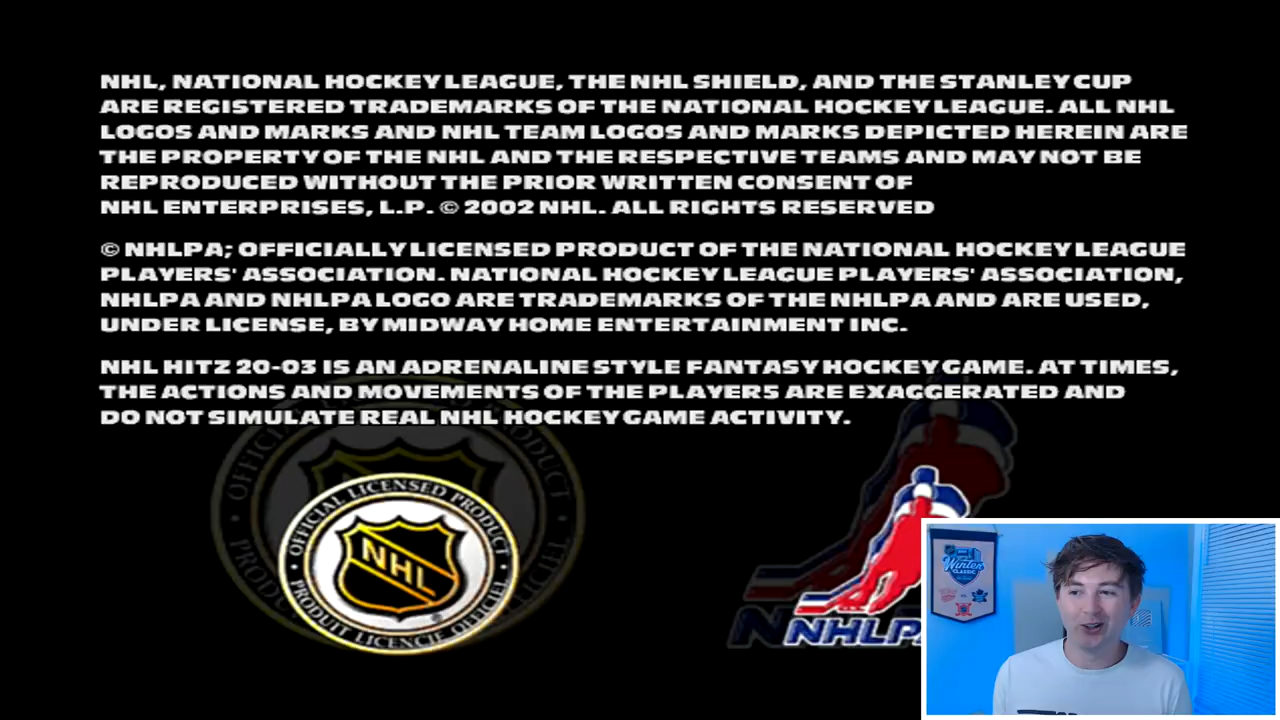 NHL, NATIONAL HOCKEY LEAGUE, THE NHL SHIELD, AND THE STANLEY CUP
ARE REGISTERED TRADEMARKS OF THE NATIONAL HOCKEY LEAGUE. ALL NHL
LOGOS AND MARKS AND NHL TEAM LOGOS AND MARKS DEPICTED HEREIN ARE
THE PROPERTY OF THE NHL AND THE RESPECTIVE TEAMS AND MAY NOT BE
REPRODUCED WITHOUT THE PRIOR WRITTEN CONSENT OF
NHL ENTERPRISES, L.P. © 2002 NHL. ALL RIGHTS RESERVED
© NHLPA; OFFICIALLY LICENSED PRODUCT OF THE NATIONAL HOCKEY LEAGUE
PLAYERS' ASSOCIATION. NATIONAL HOCKEY LEAGUE PLAYERS' ASSOCIATION,
NHLPA AND NHLPA LOGO ARE TRADEMARKS OF THE NHLPA AND ARE USED,
UNDER LICENSE, BY MIDWAY HOME ENTERTAINMENT INC.
NHL HITZ 20-03 IS AN ADRENALINE STYLE FANTASY HOCKEY GAME. AT TIMES,
THE ACTIONS AND MOVEMENTS OF THE PLAYERS ARE EXAGGERATED AND
DO NOT SIMULATE REAL NHL HOCKEY GAME ACTIVITY.
OFFICIAL LICENSED PRODUCT
NHL
®
PRODUIT LICENCIE OFFICIEL
NHLPA
Winter
CLASSIC